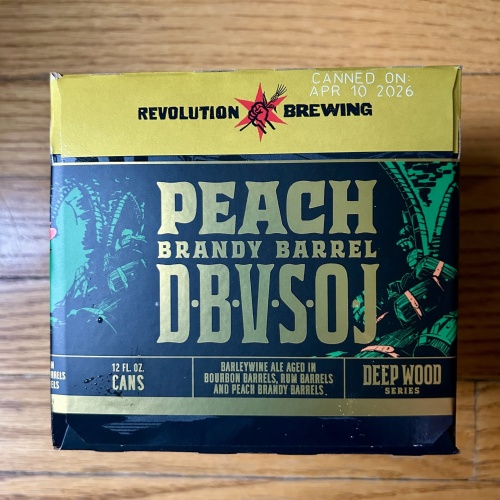 CANNED ON:
APR 10 2026
REVOLUTION BREWING
PEACH
BRANDY BARREL
D·B·V·S·O·J
12 FL. OZ.
CANS
BARLEYWINE ALE AGED IN
BOURBON BARRELS, RUM BARRELS
AND PEACH BRANDY BARRELS.
DEEP WOOD
SERIES